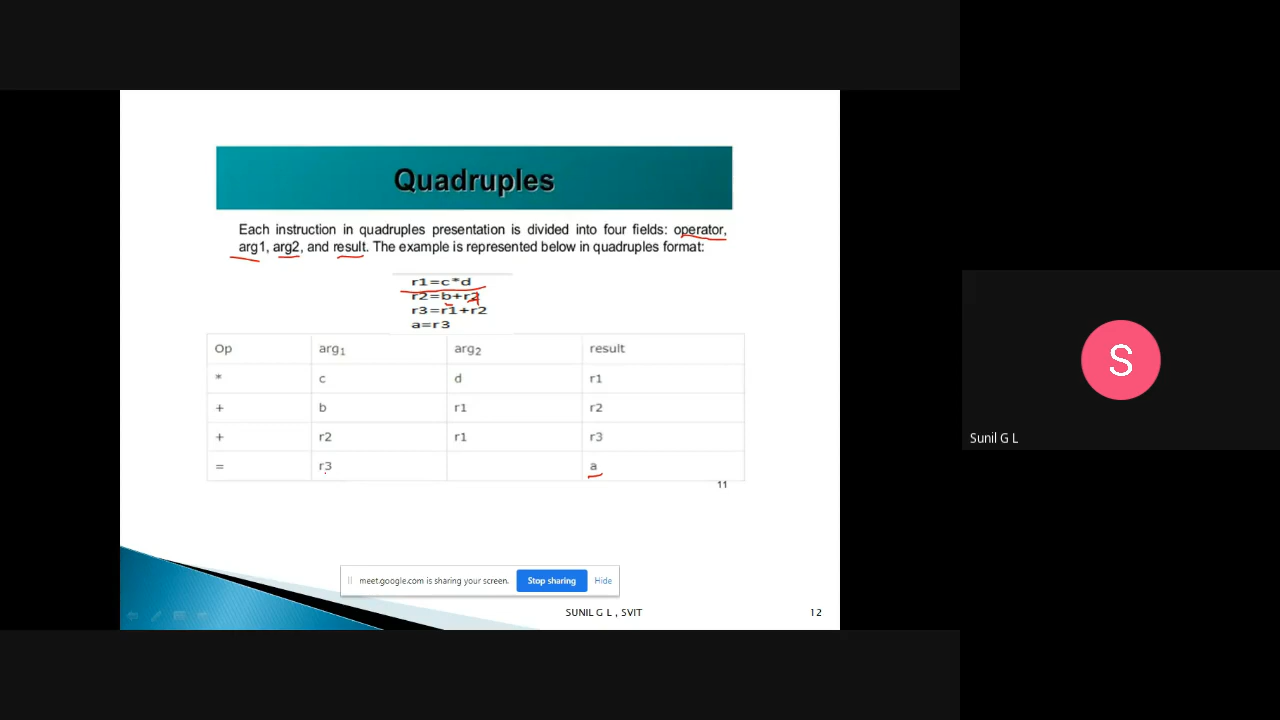 Quadruples
Each instruction in quadruples presentation is divided into four fields: operator,
arg1, arg2, and result. The example is represented below in quadruples format:
r1=c*d
r2=b+r2
r3=r1+r2
a=r3
Op arg1 arg2 result
* c d r1
+ b r1 r2
+ r2 r1 r3
= r3 a
11
meet.google.com is sharing your screen. Stop sharing Hide
SUNIL G L , SVIT 12
S
Sunil G L